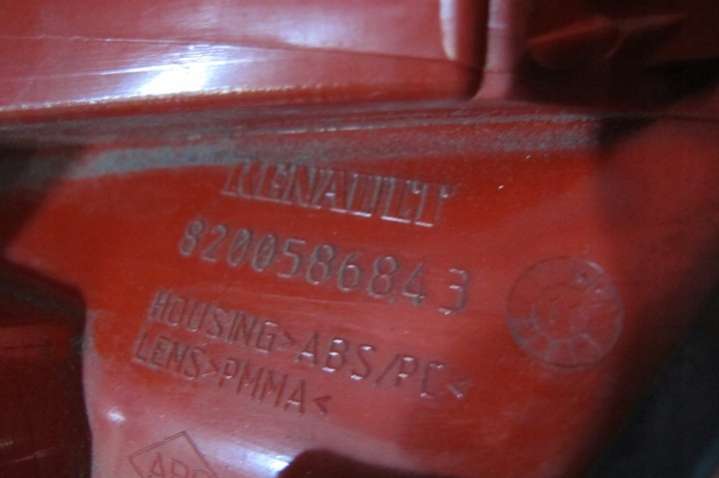 RENAULT
8200586843
HOUSING>ABS/PC<
LENS>PMMA<